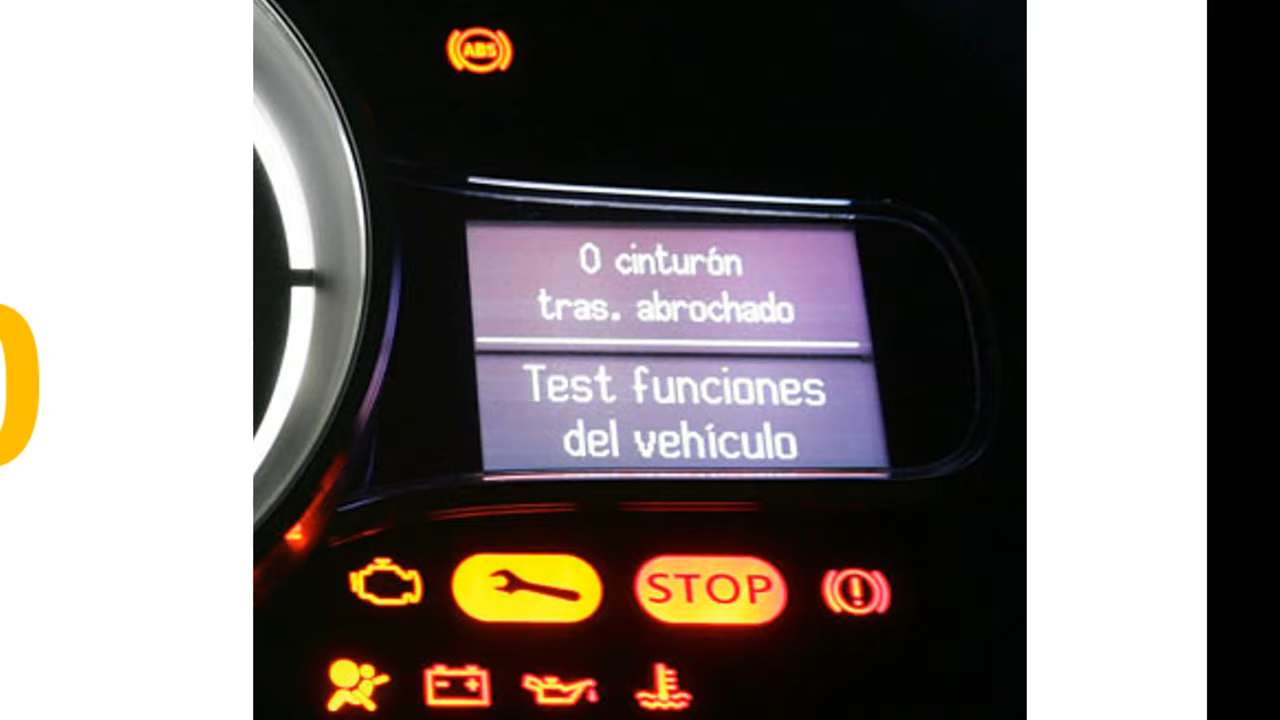 ABS
0 cinturón
tras. abrochado
Test funciones
del vehículo
STOP